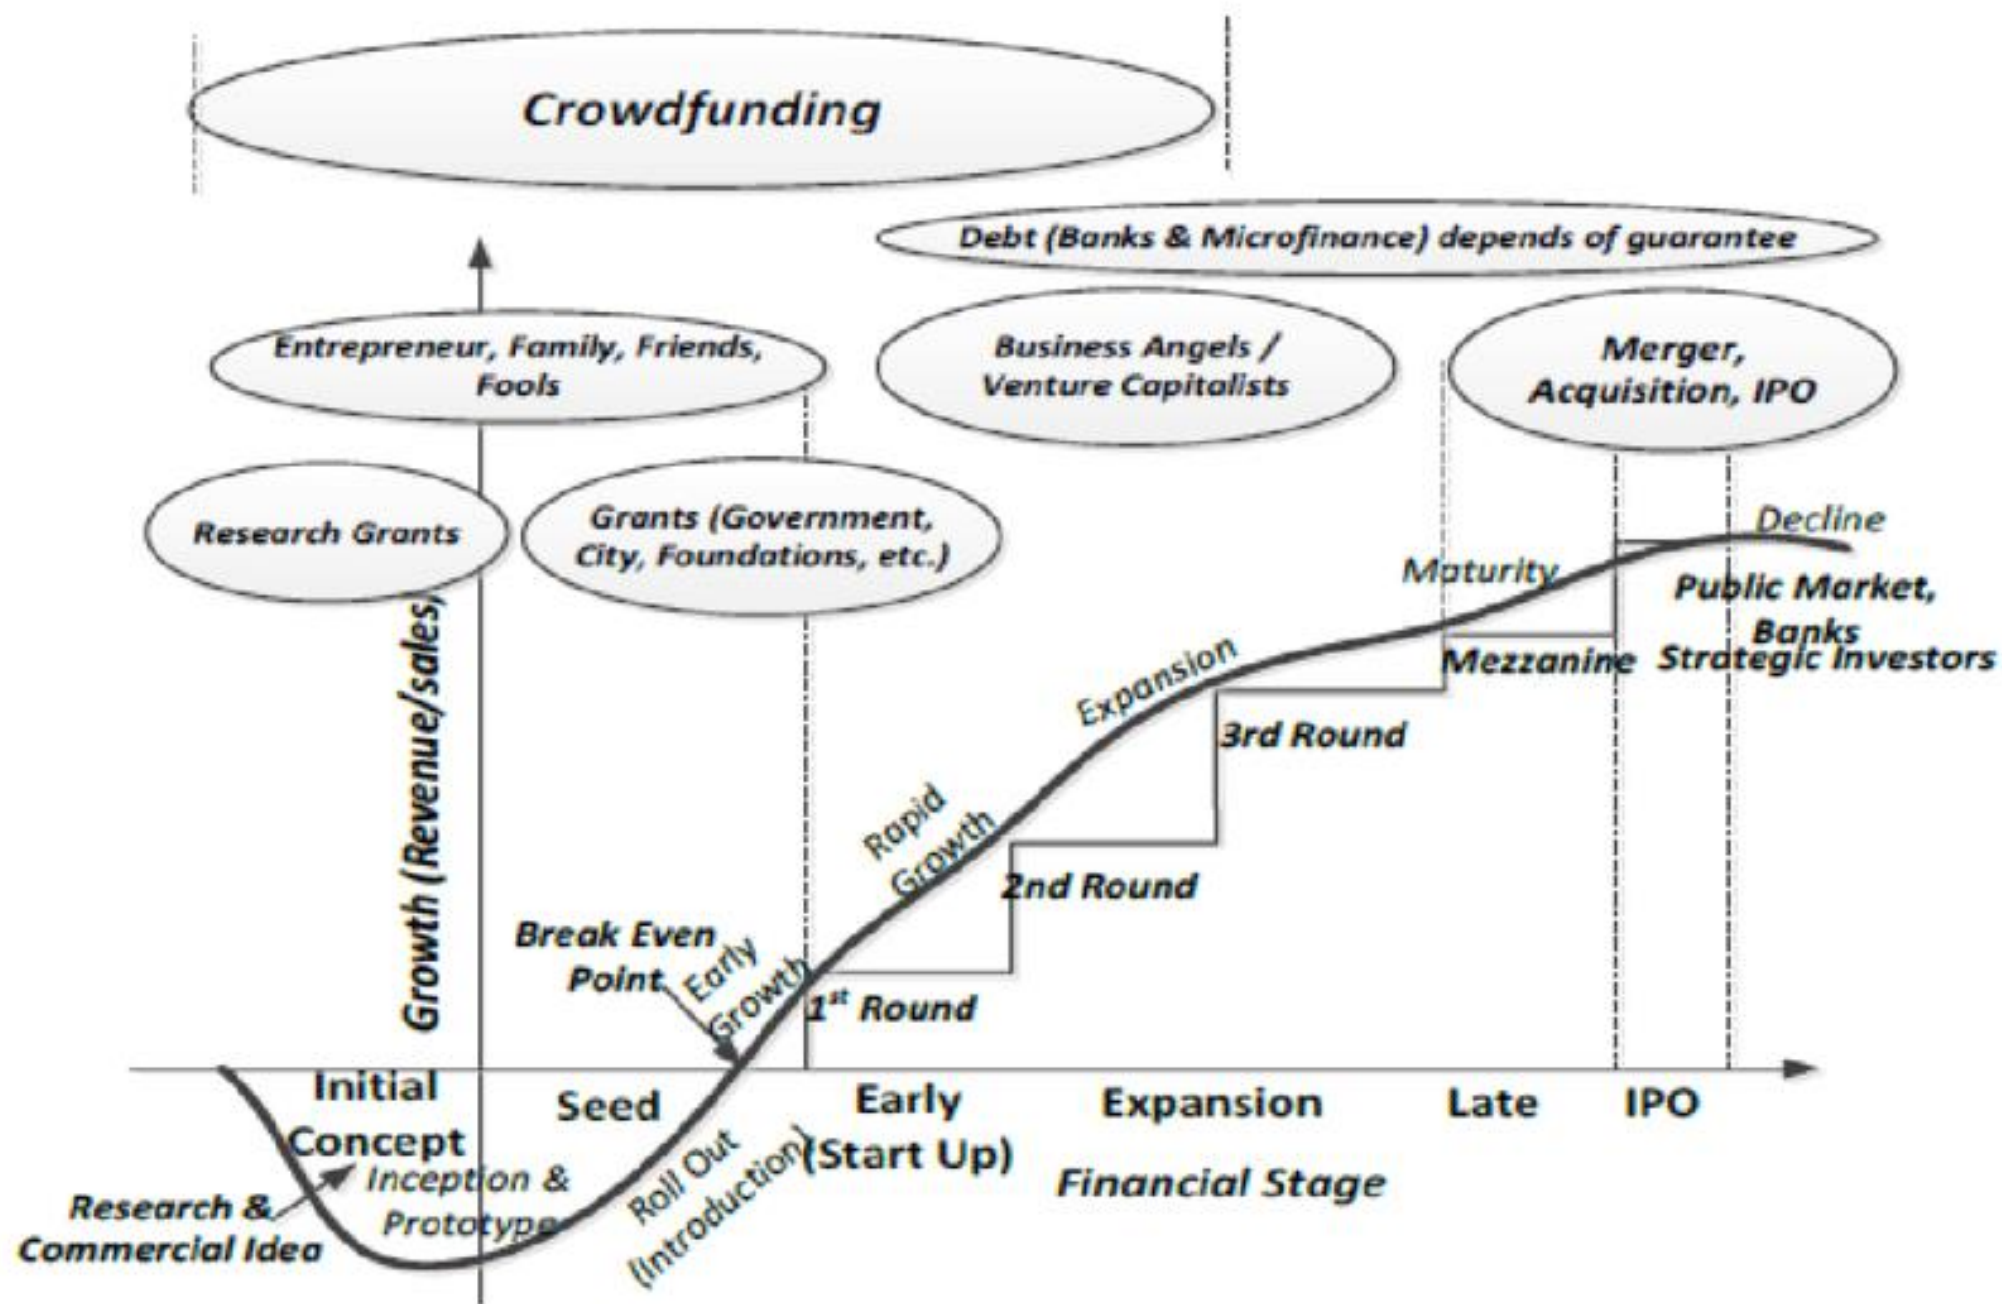 Crowdfunding
Debt (Banks & Microfinance) depends of guarantee
Entrepreneur, Family, Friends,
Fools
Business Angels /
Venture Capitalists
Merger,
Acquisition, IPO
Research Grants
Grants (Government,
City, Foundations, etc.)
Growth (Revenue/sales,
Decline
Maturity
Public Market,
Banks
Strategic Investors
Mezzanine
Expansion
3rd Round
Rapid
Growth
2nd Round
Break Even
Point
Early
Growth
1st Round
Initial
Concept
Seed
Early
(Start Up)
Expansion
Late
IPO
Financial Stage
Inception &
Prototype
Roll Out
(Introduction)
Research &
Commercial Idea